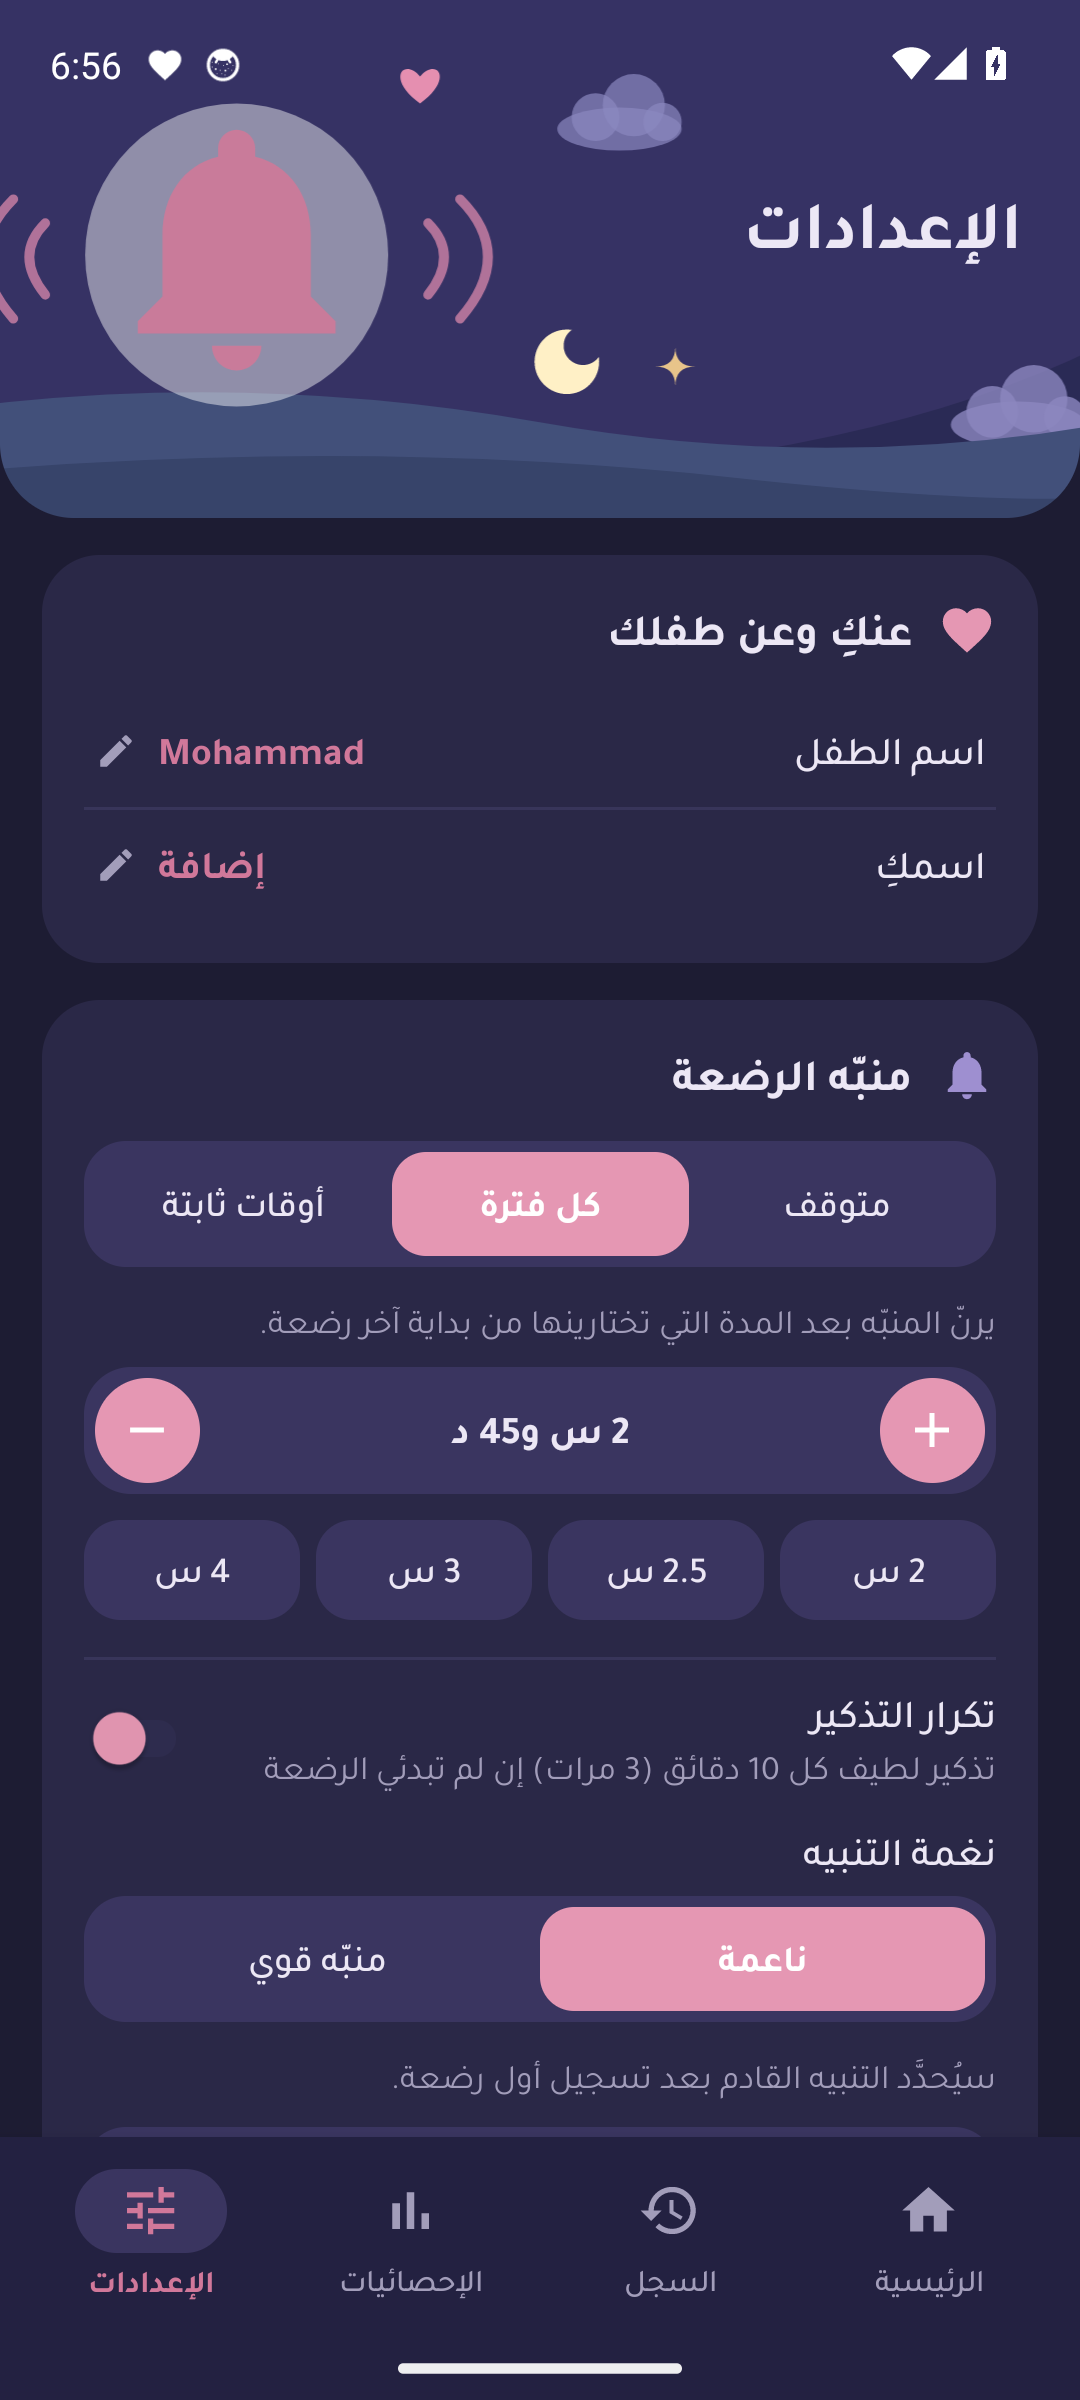 6:56
الإعدادات
عنكِ وعن طفلك
اسم الطفل
Mohammad
اسمكِ
إضافة
منبّه الرضعة
متوقف
كل فترة
أوقات ثابتة
يرنّ المنبّه بعد المدة التي تختارينها من بداية آخر رضعة.
2 س و45 د
2 س
2.5 س
3 س
4 س
تكرار التذكير
تذكير لطيف كل 10 دقائق (3 مرات) إن لم تبدئي الرضعة
نغمة التنبيه
ناعمة
منبّه قوي
سيُحدَّد التنبيه القادم بعد تسجيل أول رضعة.
الرئيسية
السجل
الإحصائيات
الإعدادات